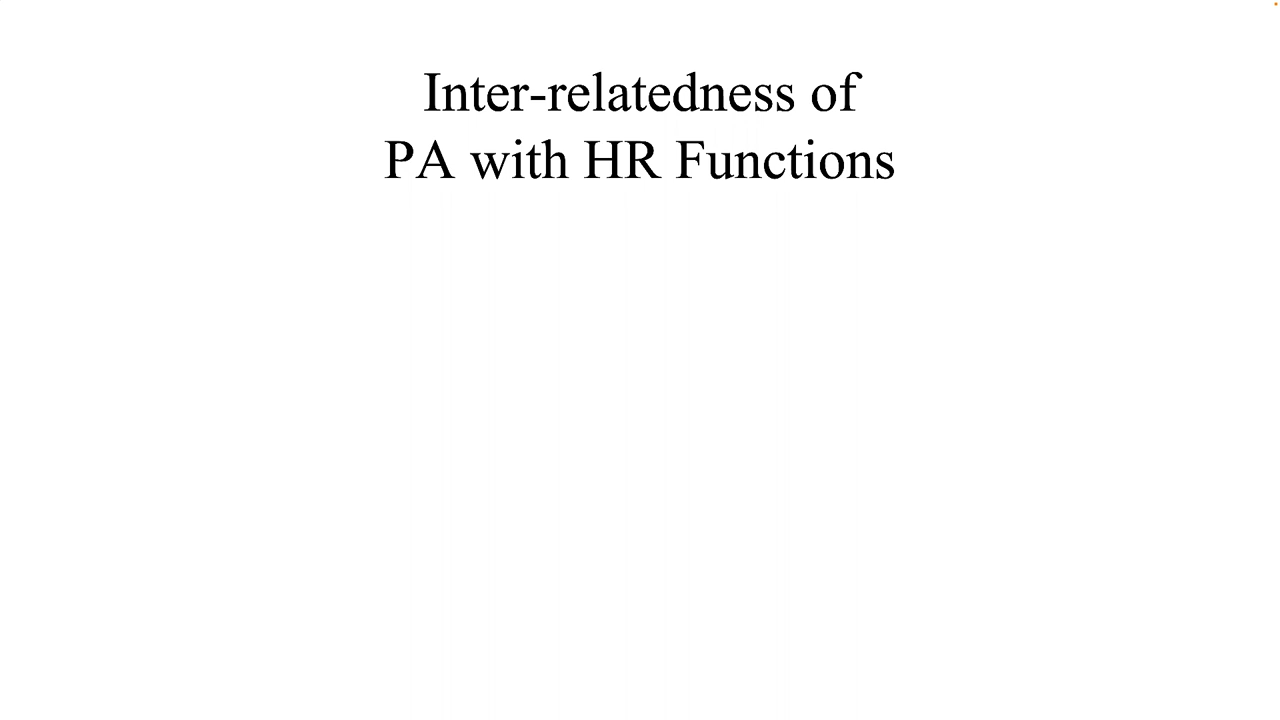 Inter-relatedness of
PA with HR Functions